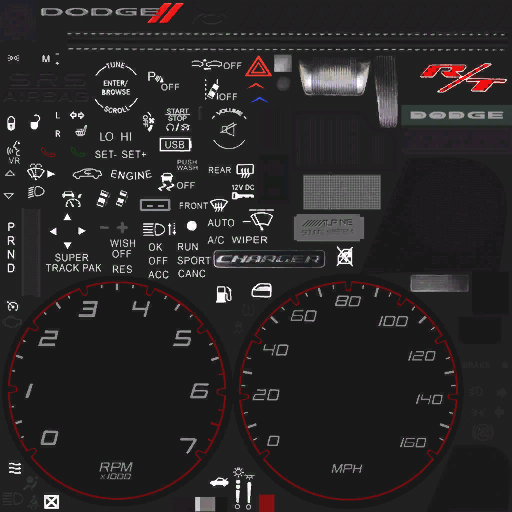 DODGE
M
TUNE
ENTER/
BROWSE
SCROLL
P OFF
OFF
OFF
R/T
DODGE
L
R
OFF
START
STOP
VOLUME
LO HI
SET- SET+
USB
VR
PUSH
WASH
ENGINE
REAR
OFF
12V DC
FRONT
P
R
N
D
WISH
OFF
RES
SUPER
TRACK PAK
OK
OFF
ACC
RUN
SPORT
CANC
AUTO
A/C WIPER
ALPINE
CHARGER
0
1
2
3
4
5
6
7
RPM
x1000
0
20
40
60
80
100
120
140
160
MPH